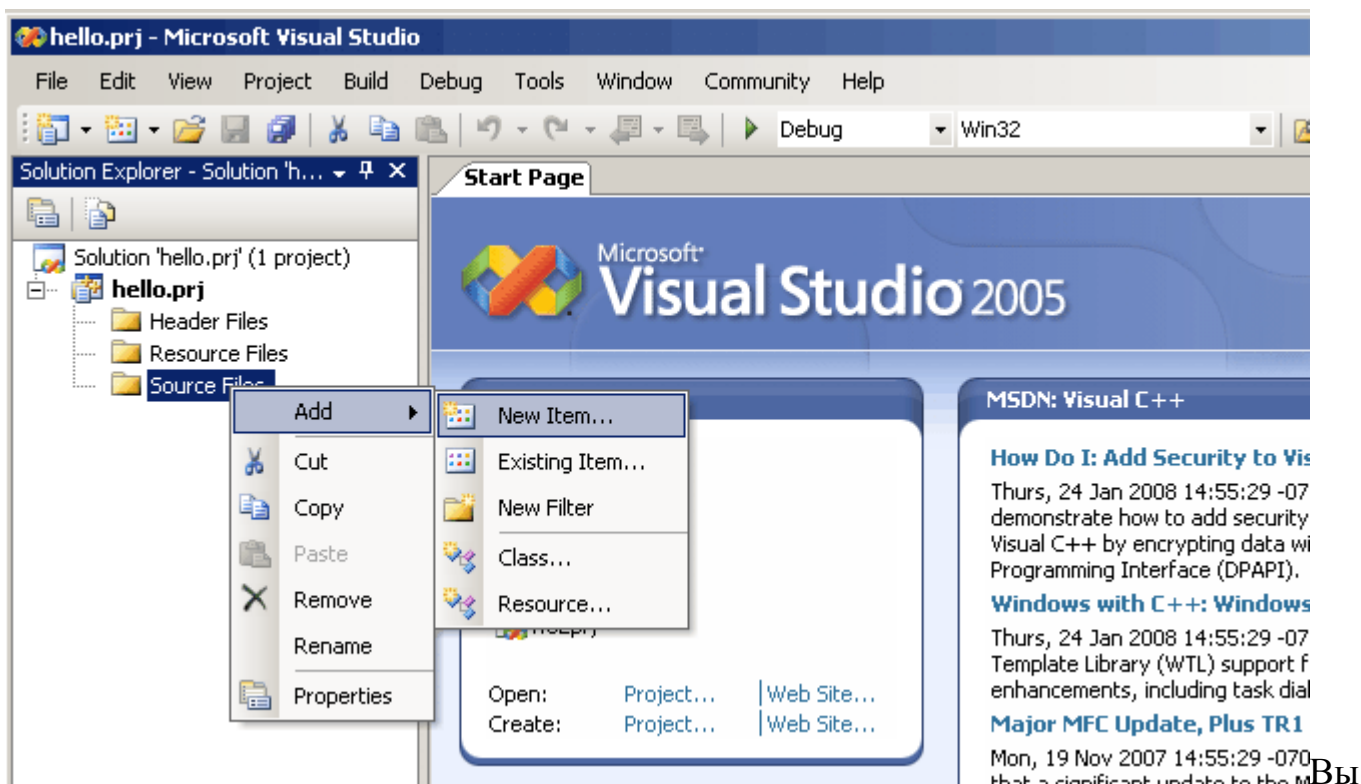 hello.prj - Microsoft Visual Studio
File Edit View Project Build Debug Tools Window Community Help
Debug Win32
Solution Explorer - Solution 'h...
Start Page
Solution 'hello.prj' (1 project)
hello.prj
Header Files
Resource Files
Source Files
Add
Cut
Copy
Paste
Remove
Rename
Properties
New Item...
Existing Item...
New Filter
Class...
Resource...
Microsoft
Visual Studio 2005
Open: Project... Web Site...
Create: Project... Web Site...
MSDN: Visual C++
How Do I: Add Security to Vis
Thurs, 24 Jan 2008 14:55:29 -07
demonstrate how to add security
Visual C++ by encrypting data wi
Programming Interface (DPAPI).
Windows with C++: Windows
Thurs, 24 Jan 2008 14:55:29 -07
Template Library (WTL) support f
enhancements, including task dial
Major MFC Update, Plus TR1
Mon, 19 Nov 2007 14:55:29 -070
that a significant update to the M
Вы